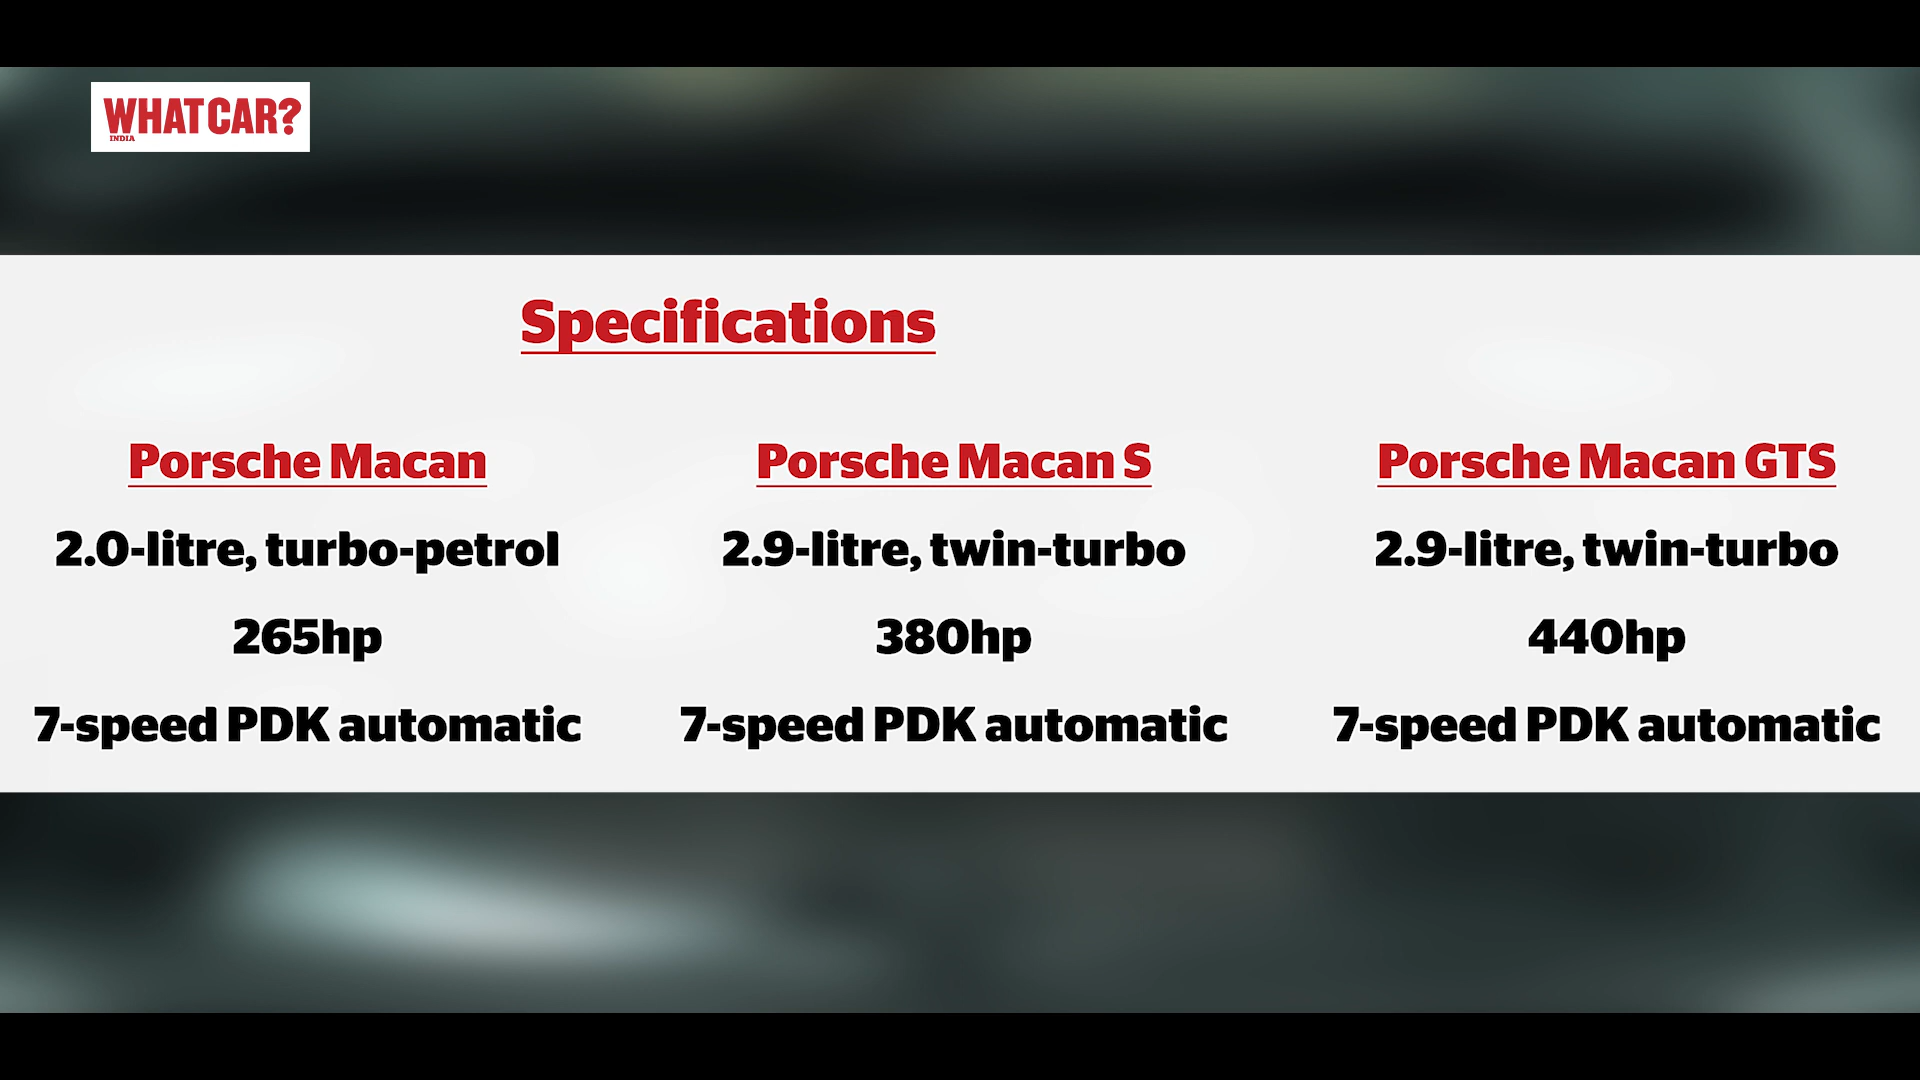 WHAT CAR?
INDIA
Specifications
Porsche Macan
2.0-litre, turbo-petrol
265hp
7-speed PDK automatic
Porsche Macan S
2.9-litre, twin-turbo
380hp
7-speed PDK automatic
Porsche Macan GTS
2.9-litre, twin-turbo
440hp
7-speed PDK automatic